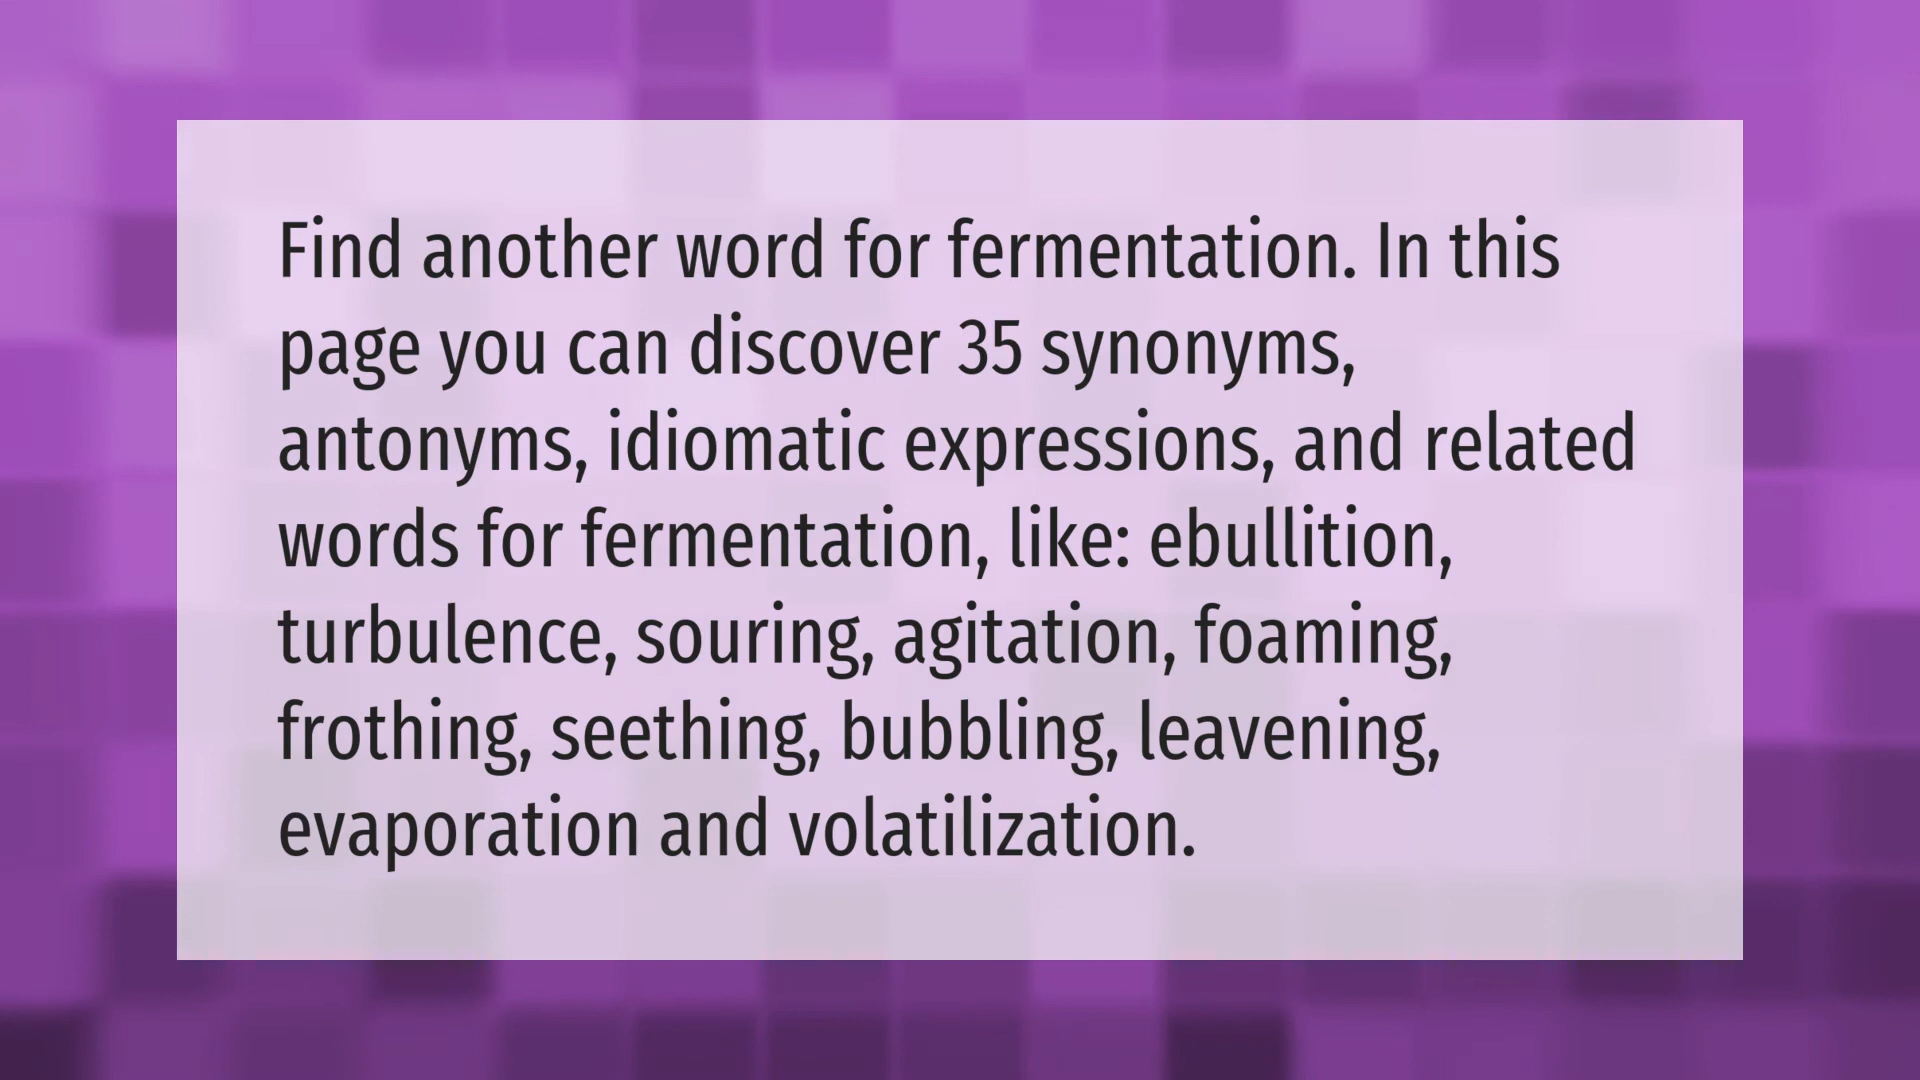 Find another word for fermentation. In this
page you can discover 35 synonyms,
antonyms, idiomatic expressions, and related
words for fermentation, like: ebullition,
turbulence, souring, agitation, foaming,
frothing, seething, bubbling, leavening,
evaporation and volatilization.